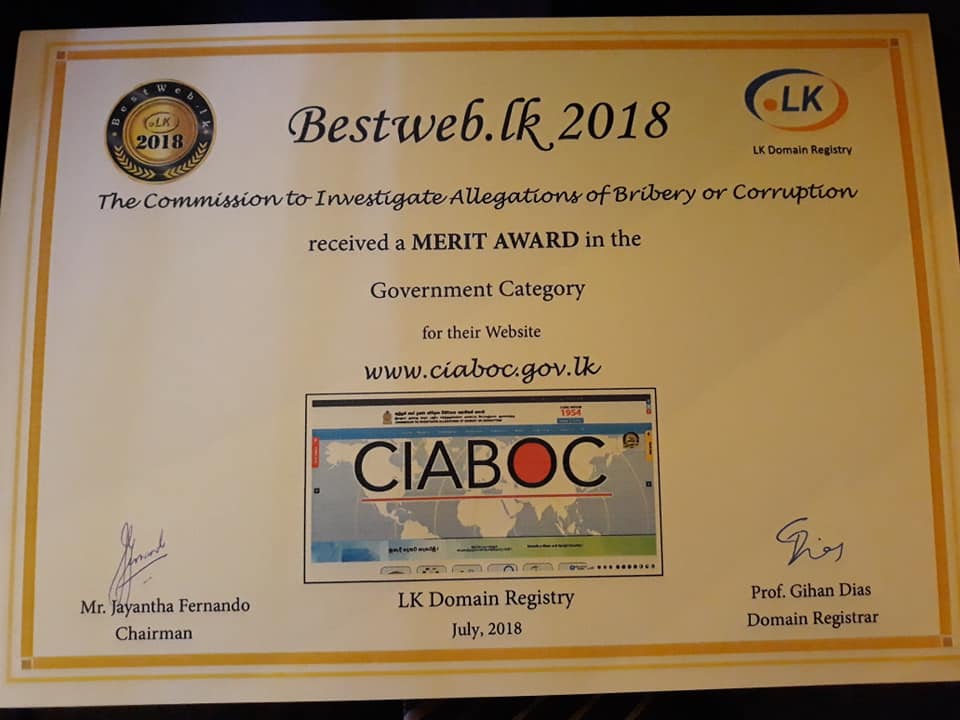 BestWeb.lk
.LK
2018
Bestweb.lk 2018
.LK
LK Domain Registry
The Commission to Investigate Allegations of Bribery or Corruption
received a MERIT AWARD in the
Government Category
for their Website
www.ciaboc.gov.lk
1954
CIABOC
Mr. Jayantha Fernando
Chairman
LK Domain Registry
July, 2018
Prof. Gihan Dias
Domain Registrar